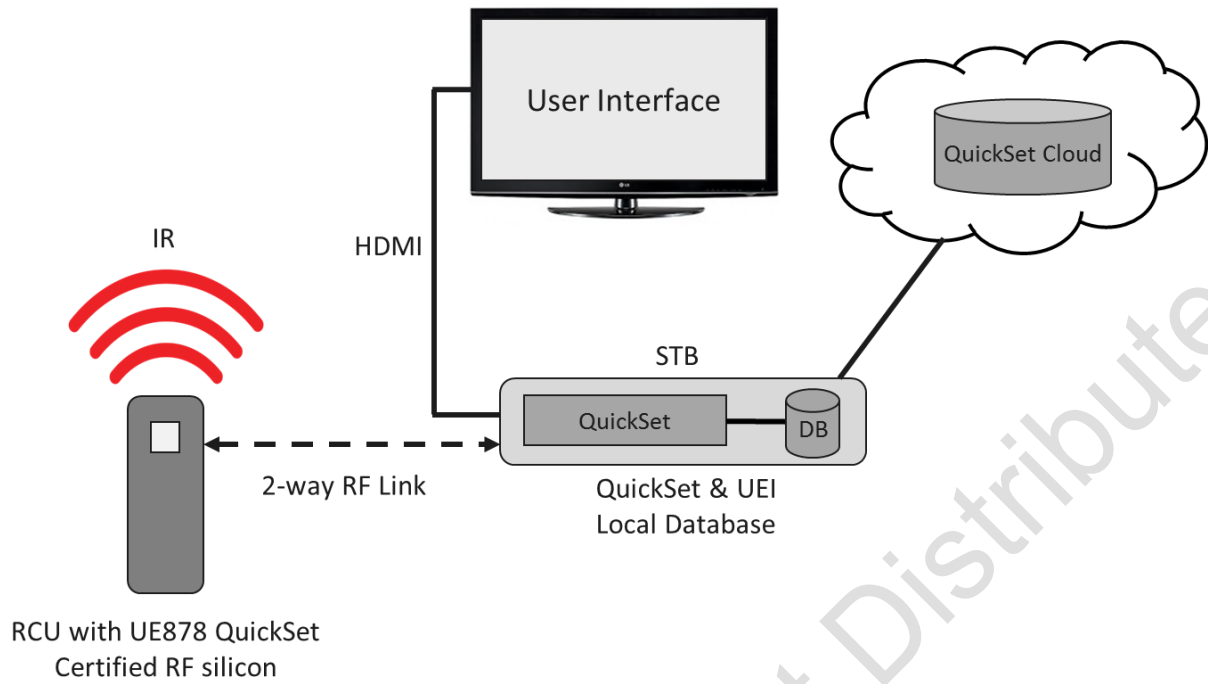 User Interface
QuickSet Cloud
IR
HDMI
STB
QuickSet
DB
2-way RF Link
QuickSet & UEI
Local Database
RCU with UE878 QuickSet
Certified RF silicon
Distribute